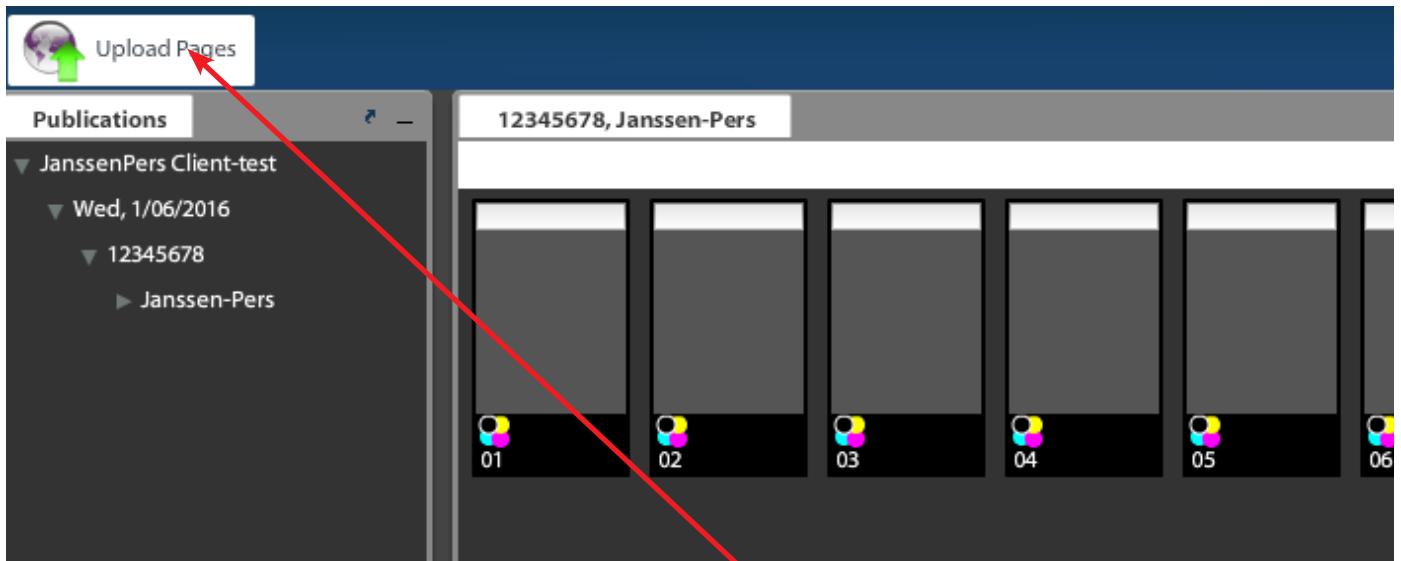 Upload Pages
Publications
12345678, Janssen-Pers
JanssenPers Client-test
Wed, 1/06/2016
12345678
Janssen-Pers
01 02 03 04 05 06